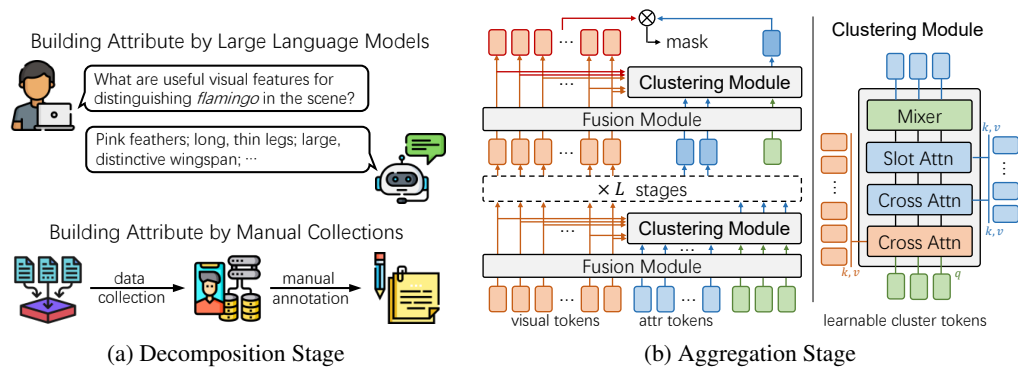 Building Attribute by Large Language Models
What are useful visual features for
distinguishing flamingo in the scene?
Pink feathers; long, thin legs; large,
distinctive wingspan; ···
Building Attribute by Manual Collections
data
collection
manual
annotation
(a) Decomposition Stage
mask
Clustering Module
...
Fusion Module
...
× L stages
Clustering Module
...
...
Fusion Module
...
...
visual tokens
attr tokens
Clustering Module
Mixer
k, v
Slot Attn
Cross Attn
k, v
Cross Attn
k, v
q
learnable cluster tokens
(b) Aggregation Stage